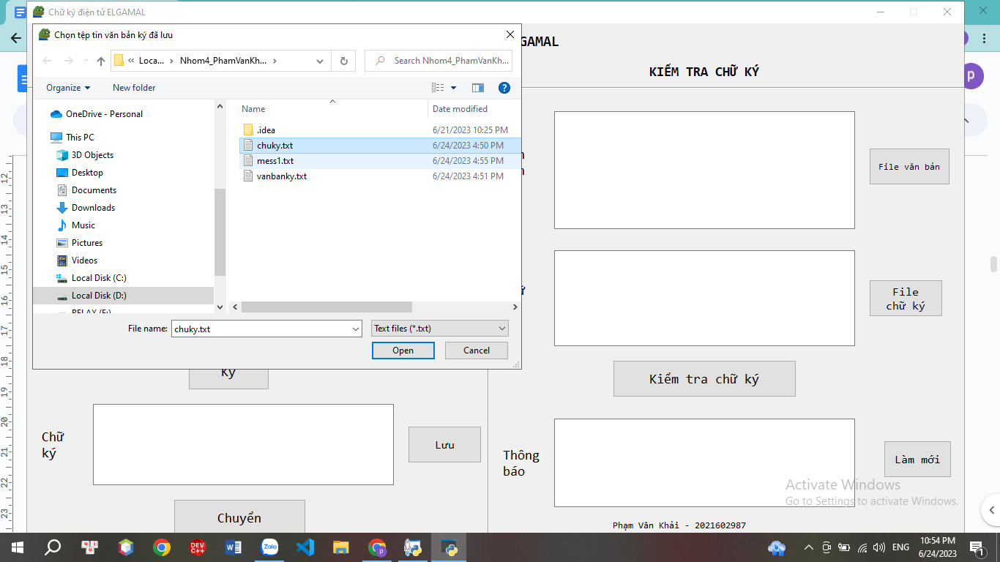 Chữ ký điện tử ELGAMAL
Chọn tệp tin văn bản ký đã lưu
GAMAL
KIỂM TRA CHỮ KÝ
« Loca... > Nhom4_PhamVanKh... >
Search Nhom4_PhamVanKh...
Organize
New folder
Name
Date modified
OneDrive - Personal
This PC
3D Objects
Desktop
Documents
Downloads
Music
Pictures
Videos
Local Disk (C:)
Local Disk (D:)
RELAX (E:)
.idea 6/21/2023 10:25 PM
chuky.txt 6/24/2023 4:50 PM
mess1.txt 6/24/2023 4:55 PM
vanbanky.txt 6/24/2023 4:51 PM
File name:
chuky.txt
Text files (*.txt)
Open
Cancel
File văn bản
File
chữ ký
Ký
Kiểm tra chữ ký
Chữ
ký
Lưu
Chuyển
Thông
báo
Làm mới
Activate Windows
Go to Settings to activate Windows.
Phạm Văn Khải - 2021602987
12
13
14
15
16
17
18
19
20
21
22
23
p
DEV
C++
Zalo
p
ENG
10:54 PM
6/24/2023
1